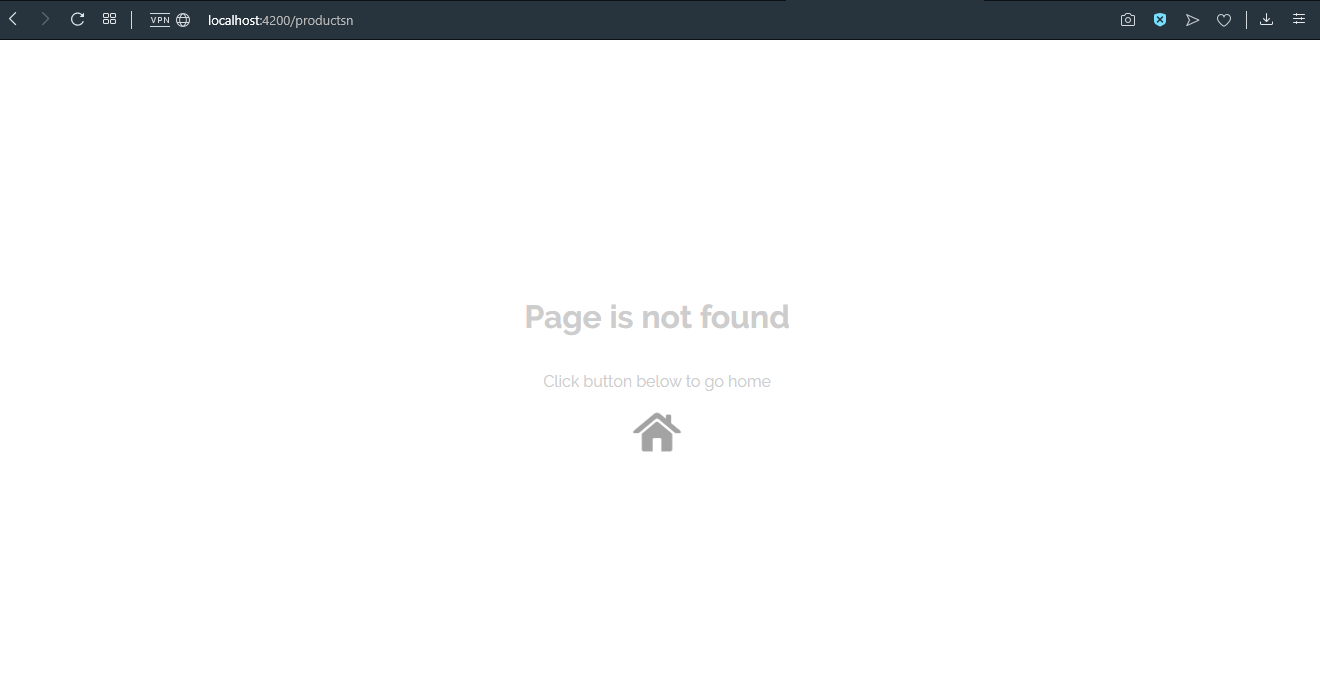 VPN localhost:4200/productsn
Page is not found
Click button below to go home